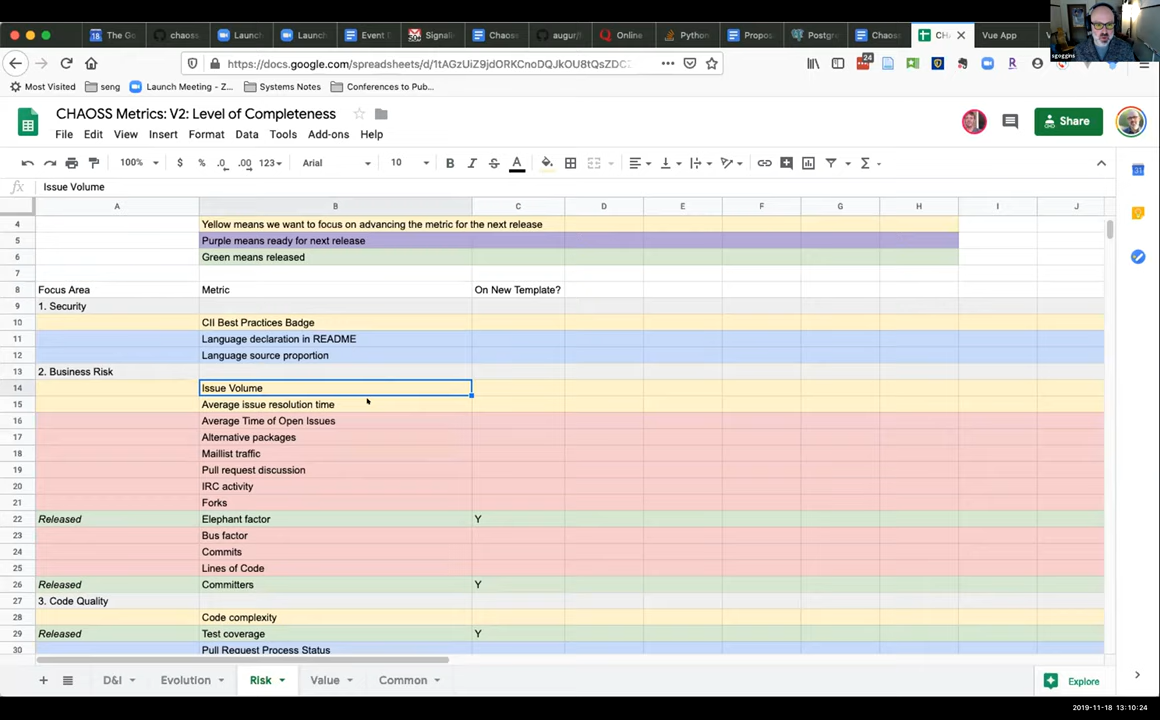 The Go
chaoss
Launch
Launch
Event D
Signali
Chaoss
augur/
Online
Python
Propos
Postgre
Chaoss
CH
Vue App
sgoggins
https://docs.google.com/spreadsheets/d/1tAGzUiZ9jdORKCnoDQJkOU8tQsZDC
24
Most Visited
seng
Launch Meeting - Z...
Systems Notes
Conferences to Pub...
CHAOSS Metrics: V2: Level of Completeness
File Edit View Insert Format Data Tools Add-ons Help
Share
100% $ % .0 .00 123 Arial 10 B I S A
fx Issue Volume
A B C D E F G H I J
4 Yellow means we want to focus on advancing the metric for the next release
5 Purple means ready for next release
6 Green means released
7
8 Focus Area Metric On New Template?
9 1. Security
10 CII Best Practices Badge
11 Language declaration in README
12 Language source proportion
13 2. Business Risk
14 Issue Volume
15 Average issue resolution time
16 Average Time of Open Issues
17 Alternative packages
18 Maillist traffic
19 Pull request discussion
20 IRC activity
21 Forks
22 Released Elephant factor Y
23 Bus factor
24 Commits
25 Lines of Code
26 Released Committers Y
27 3. Code Quality
28 Code complexity
29 Released Test coverage Y
30 Pull Request Process Status
D&I Evolution Risk Value Common
Explore
2019-11-18 13:10:24